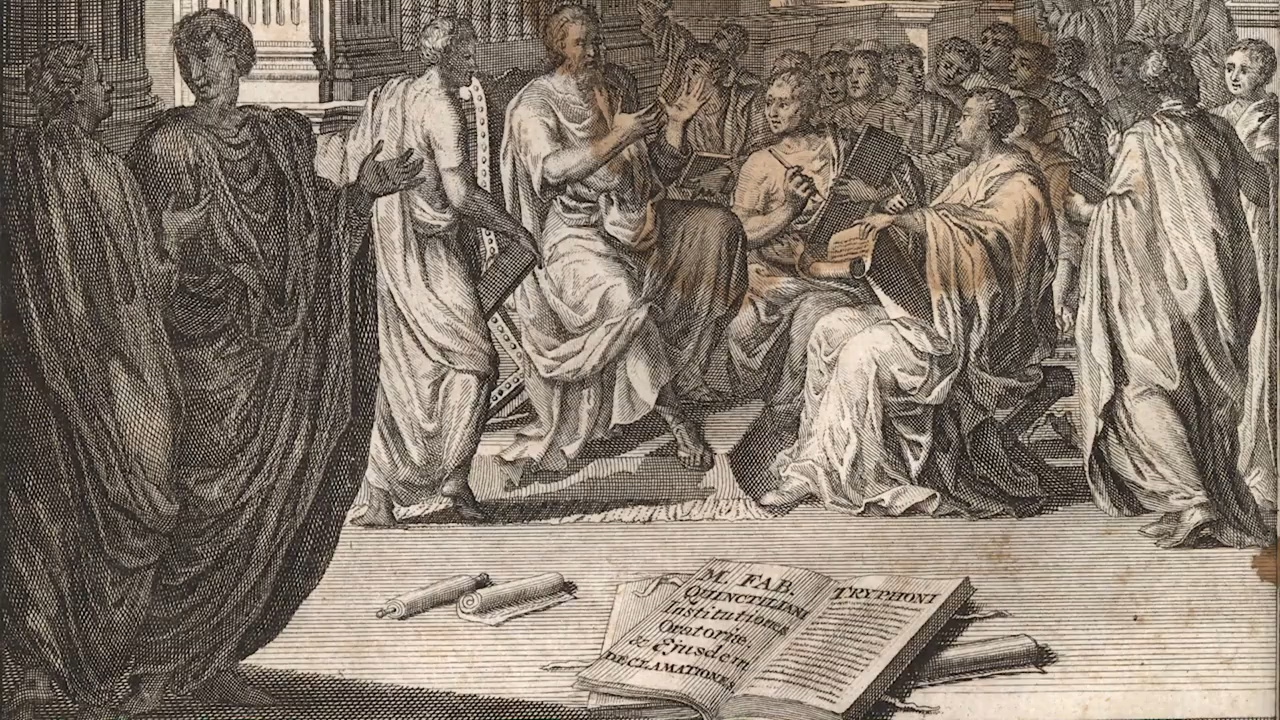 M. FAB.
QUINCTILIANI
Institutiones
Oratoriæ,
& Ejusdem
DECLAMATIONES
TRYPHONI